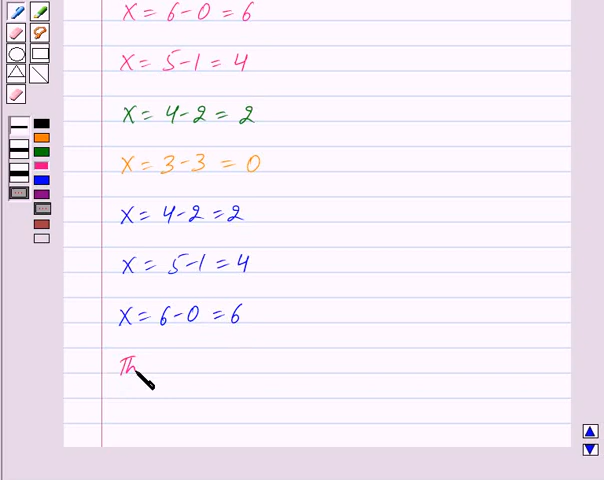 X = 6-0 = 6
X = 5-1 = 4
X = 4-2 = 2
X = 3-3 = 0
X = 4-2 = 2
X = 5-1 = 4
X = 6-0 = 6
Th